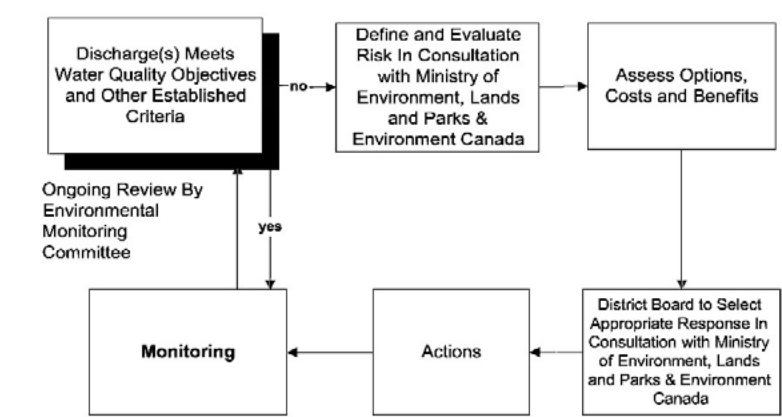 Discharge(s) Meets
Water Quality Objectives
and Other Established
Criteria
no
Define and Evaluate
Risk In Consultation
with Ministry of
Environment, Lands
and Parks &
Environment Canada
Assess Options,
Costs and Benefits
Ongoing Review By
Environmental
Monitoring
Committee
yes
Monitoring
Actions
District Board to Select
Appropriate Response In
Consultation with Ministry
of Environment, Lands
and Parks & Environment
Canada